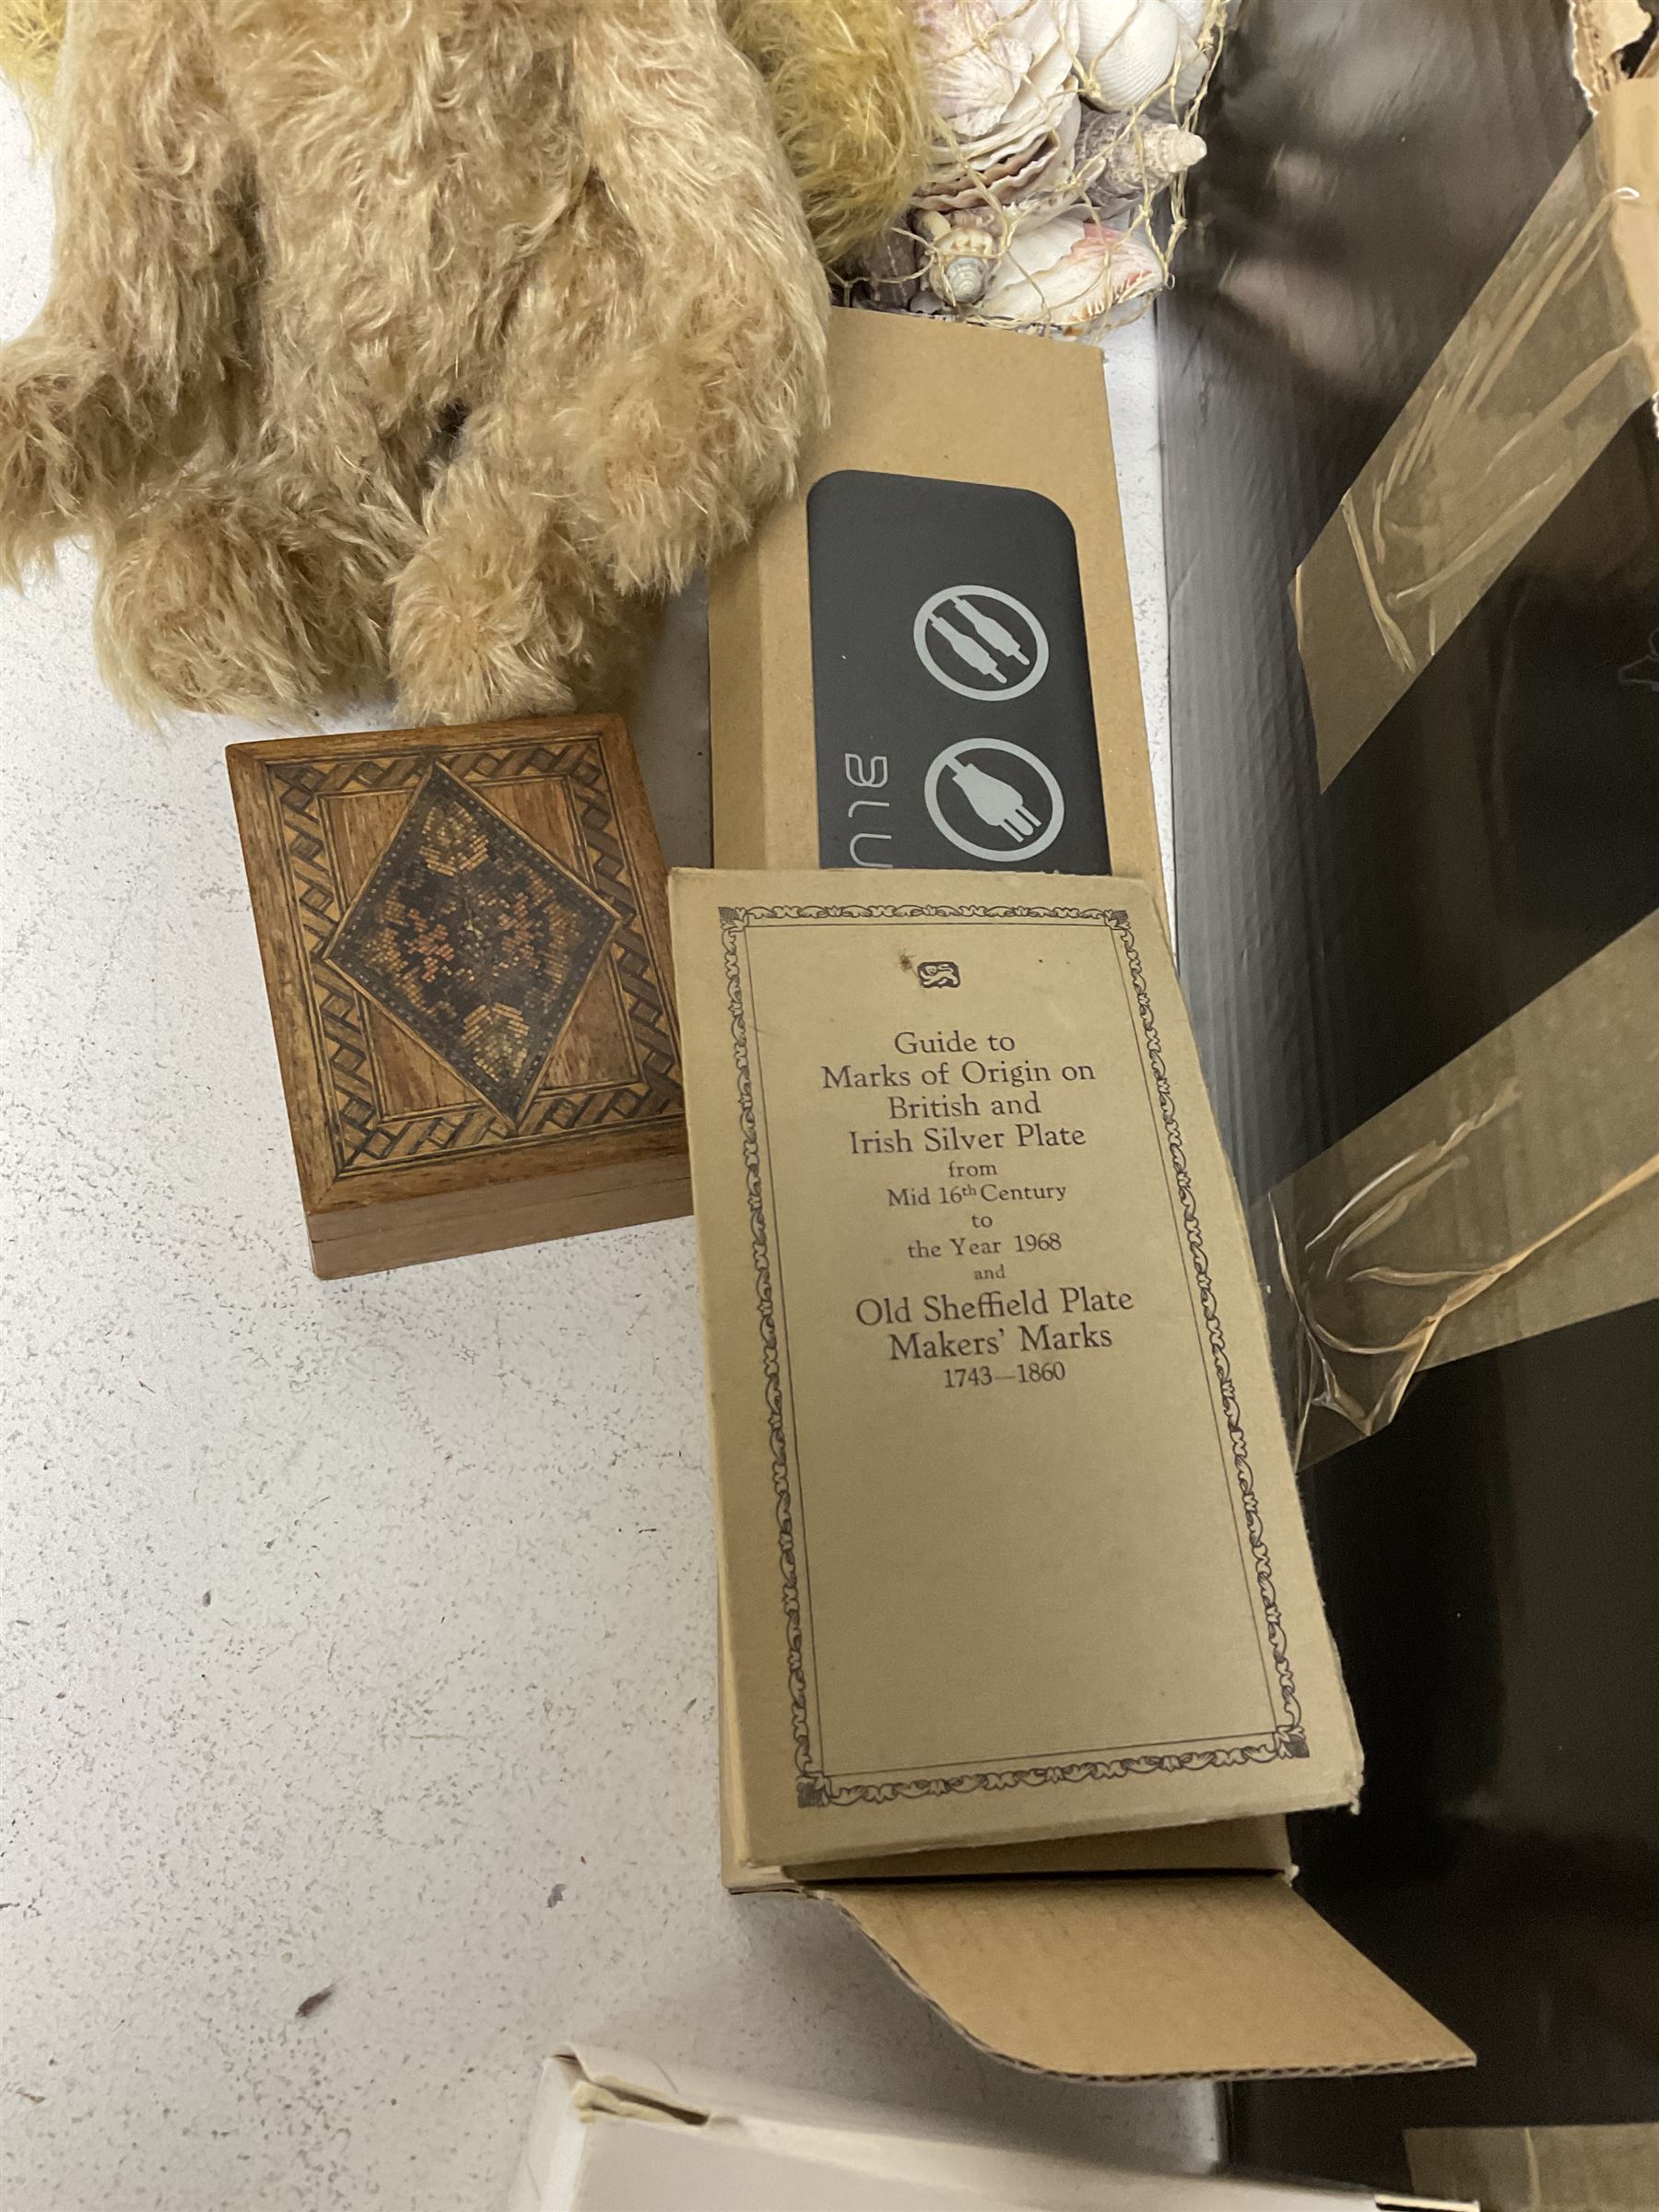 BLU
Guide to
Marks of Origin on
British and
Irish Silver Plate
from
Mid 16th Century
to
the Year 1968
and
Old Sheffield Plate
Makers' Marks
1743—1860